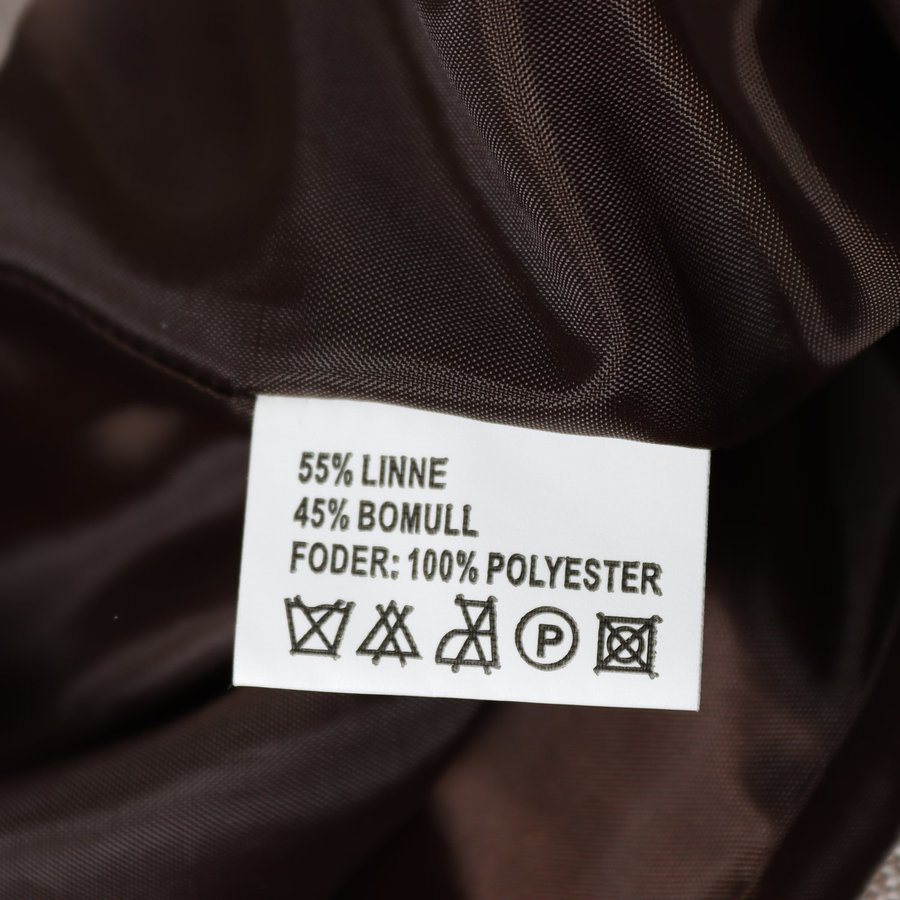 55% LINNE
45% BOMULL
FODER: 100% POLYESTER
P